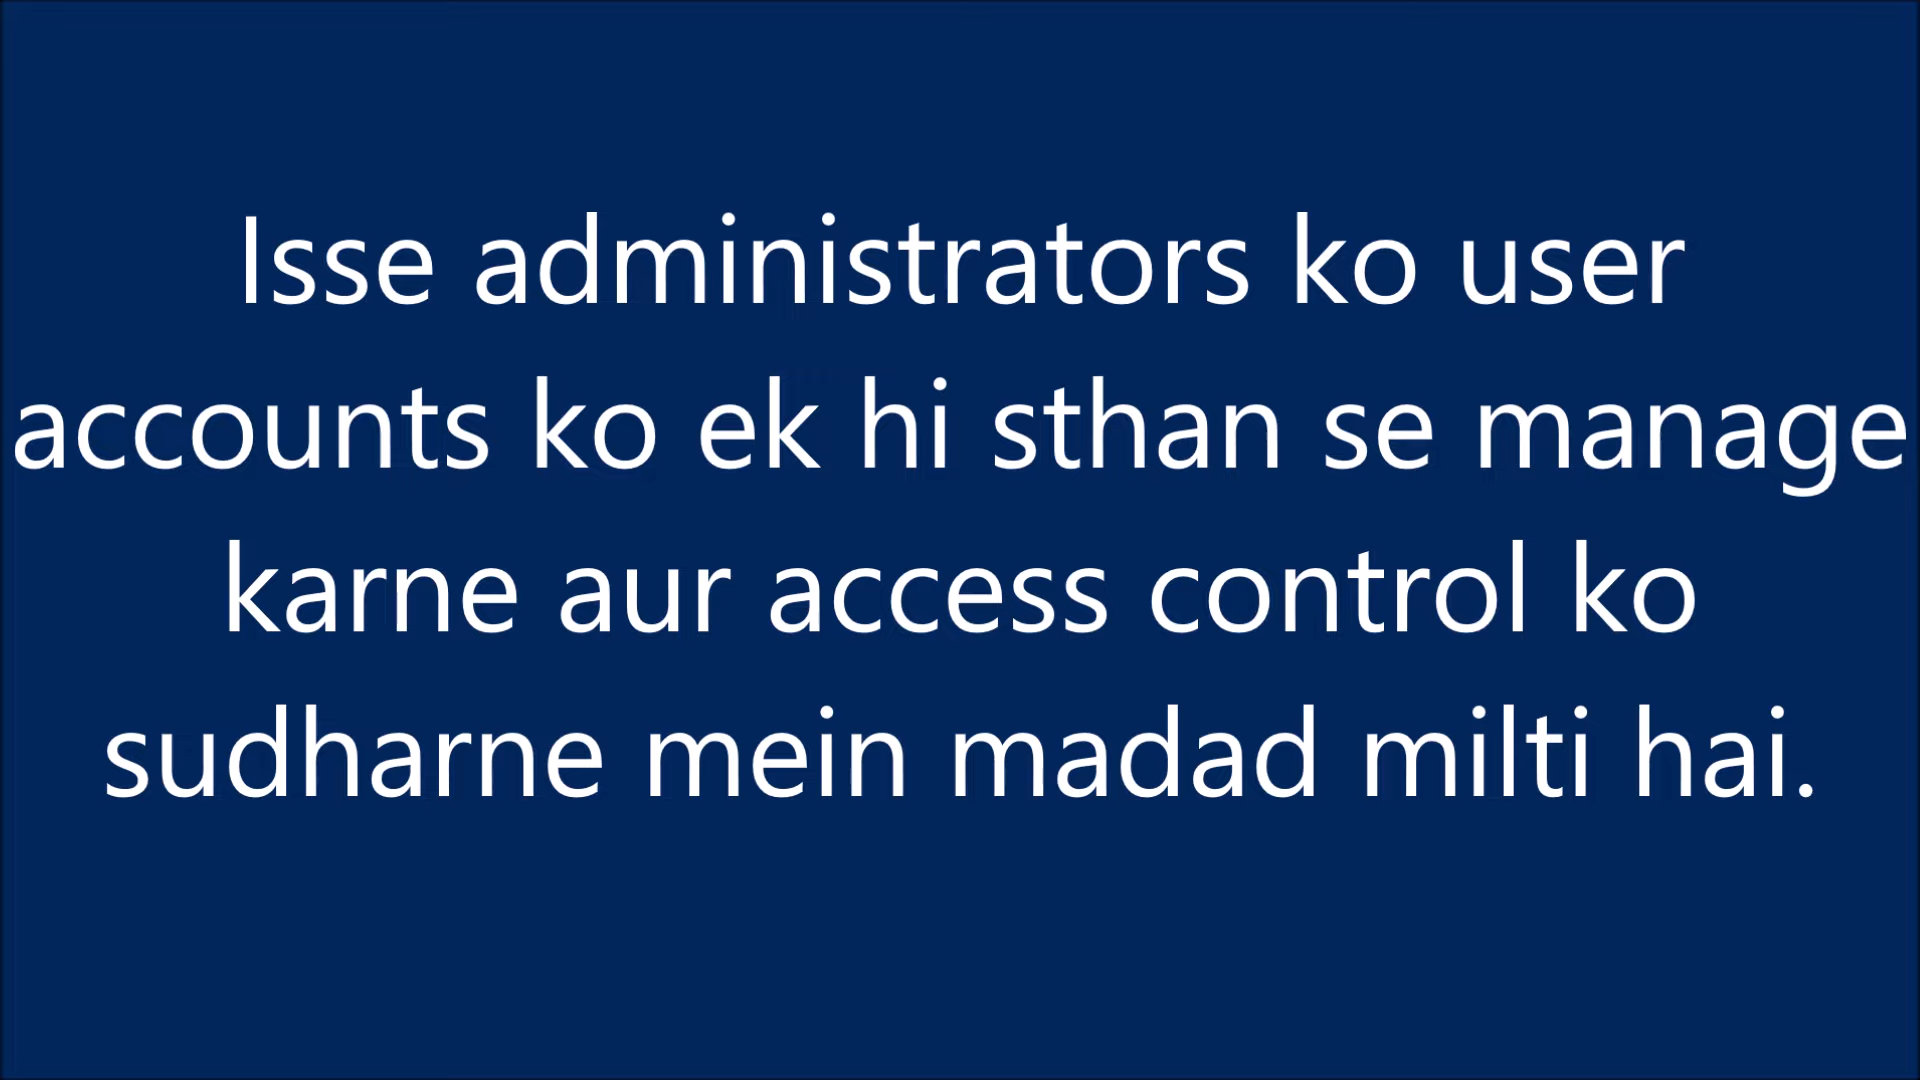 Isse administrators ko user
accounts ko ek hi sthan se manage
karne aur access control ko
sudharne mein madad milti hai.